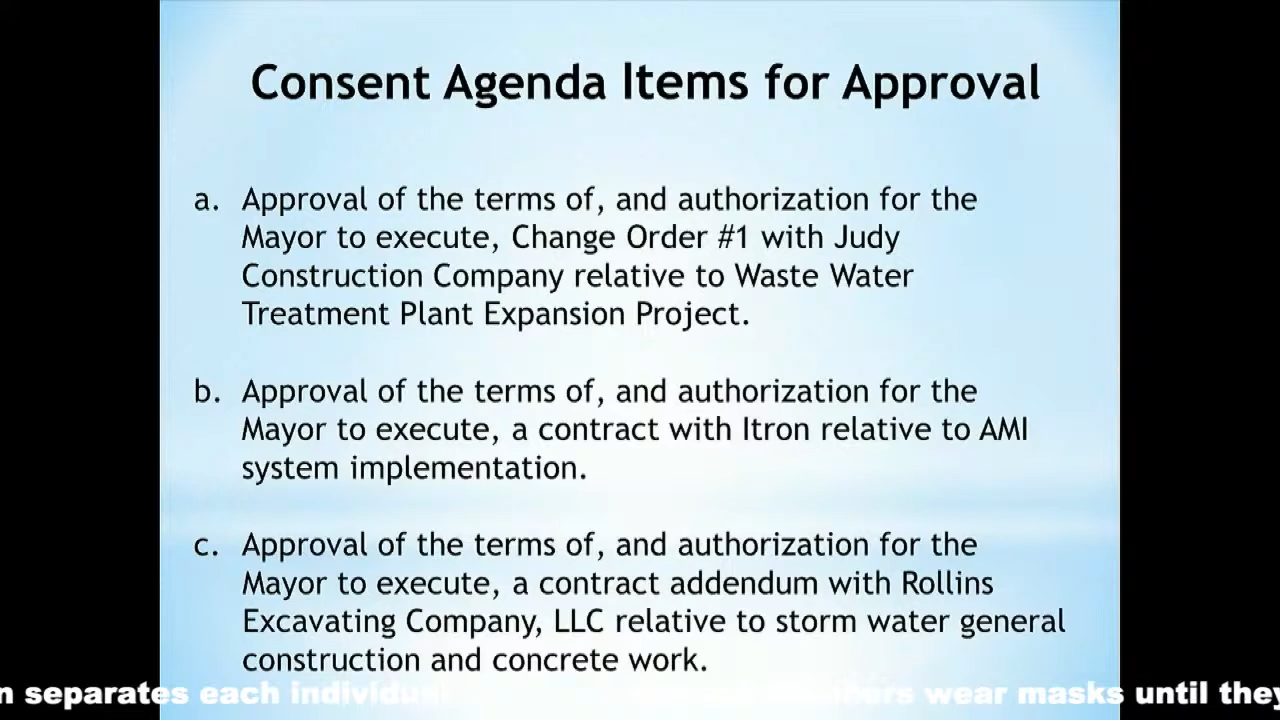 Consent Agenda Items for Approval
a. Approval of the terms of, and authorization for the
Mayor to execute, Change Order #1 with Judy
Construction Company relative to Waste Water
Treatment Plant Expansion Project.
b. Approval of the terms of, and authorization for the
Mayor to execute, a contract with Itron relative to AMI
system implementation.
c. Approval of the terms of, and authorization for the
Mayor to execute, a contract addendum with Rollins
Excavating Company, LLC relative to storm water general
construction and concrete work.
n separates each wear masks until they